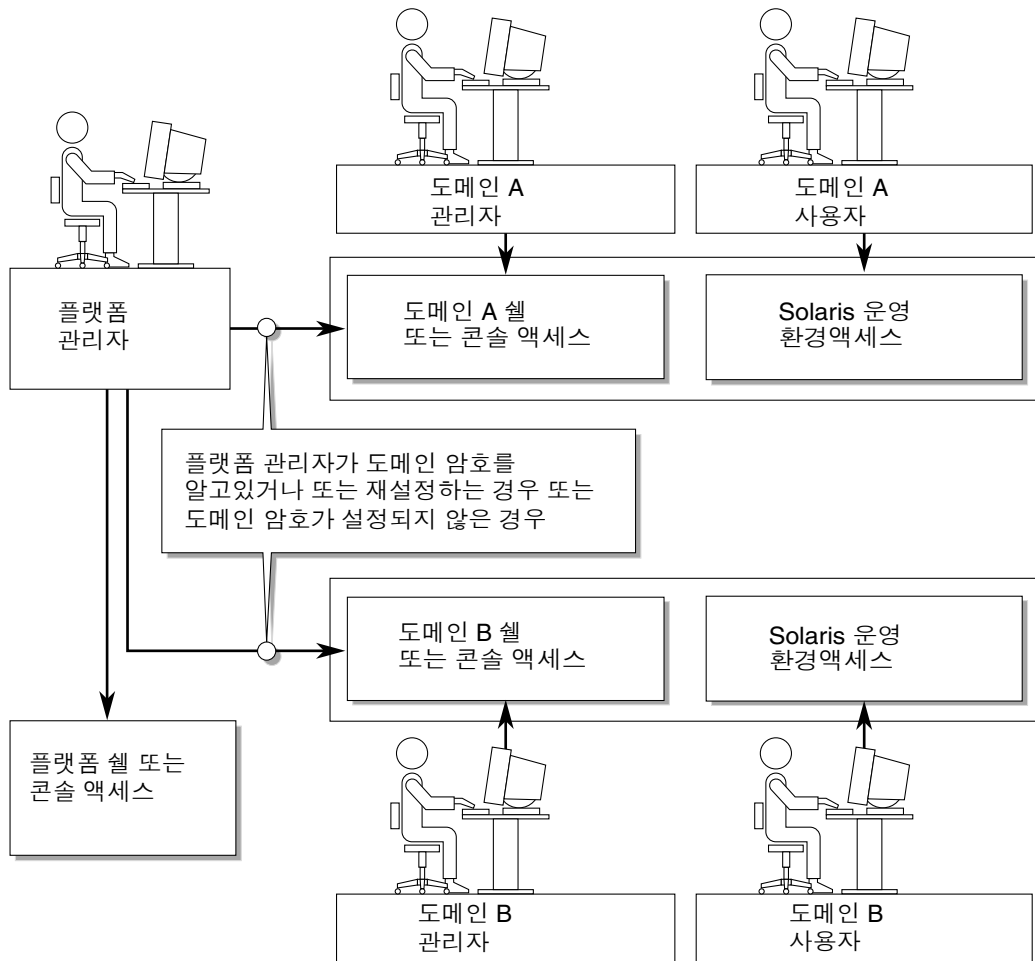 도메인 A
관리자
도메인 A
사용자
플랫폼
관리자
도메인 A 쉘
또는 콘솔 액세스
Solaris 운영
환경액세스
플랫폼 관리자가 도메인 암호를
알고있거나 또는 재설정하는 경우 또는
도메인 암호가 설정되지 않은 경우
도메인 B 쉘
또는 콘솔 액세스
Solaris 운영
환경액세스
플랫폼 쉘 또는
콘솔 액세스
도메인 B
관리자
도메인 B
사용자